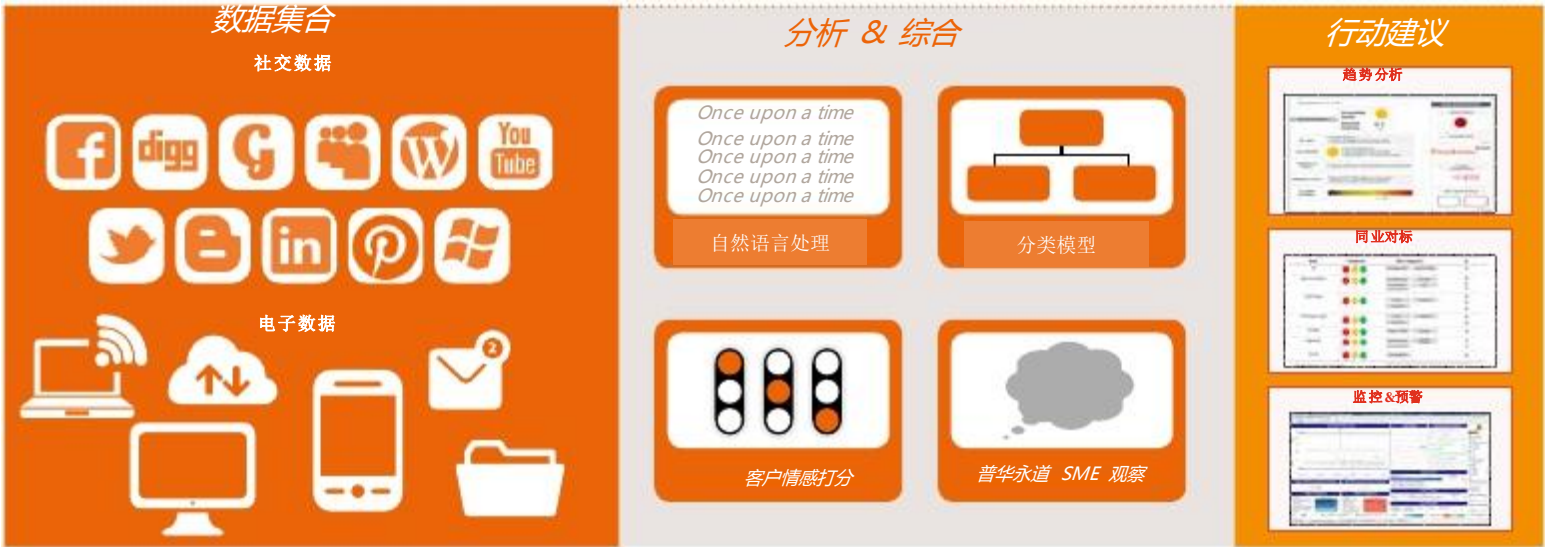 数据集合
社交数据
digg
You
Tube
in
电子数据
2
分析 & 综合
Once upon a time
Once upon a time
Once upon a time
Once upon a time
Once upon a time
自然语言处理
分类模型
客户情感打分
普华永道 SME 观察
行动建议
趋势分析
同业对标
监控&预警